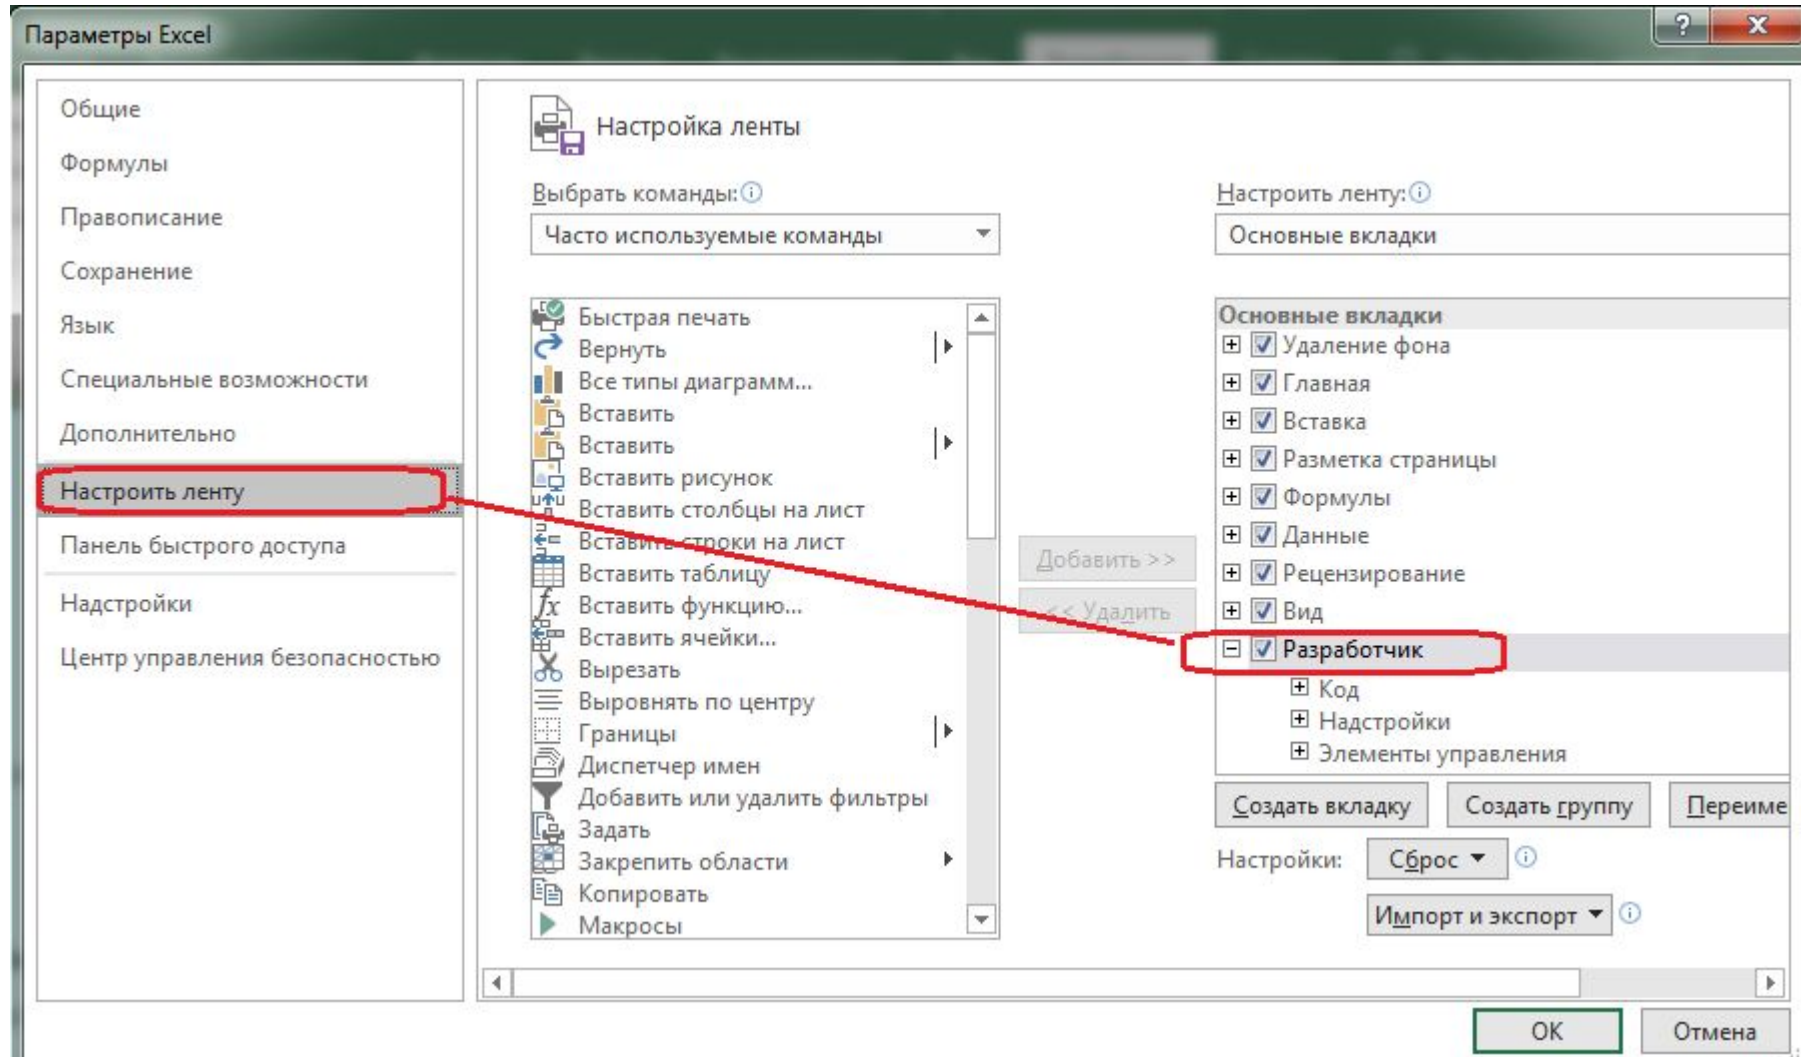 Параметры Excel
?
X
Общие
Формулы
Правописание
Сохранение
Язык
Специальные возможности
Дополнительно
Настроить ленту
Панель быстрого доступа
Надстройки
Центр управления безопасностью
Настройка ленты
Выбрать команды:
Часто используемые команды
Быстрая печать
Вернуть
Все типы диаграмм...
Вставить
Вставить
Вставить рисунок
Вставить столбцы на лист
Вставить строки на лист
Вставить таблицу
fx Вставить функцию...
Вставить ячейки...
Вырезать
Выровнять по центру
Границы
Диспетчер имен
Добавить или удалить фильтры
Задать
Закрепить области
Копировать
Макросы
Добавить >>
<< Удалить
Настроить ленту:
Основные вкладки
Основные вкладки
Удаление фона
Главная
Вставка
Разметка страницы
Формулы
Данные
Рецензирование
Вид
Разработчик
Код
Надстройки
Элементы управления
Создать вкладку
Создать группу
Переиме
Настройки:
Сброс
Импорт и экспорт
ОК
Отмена